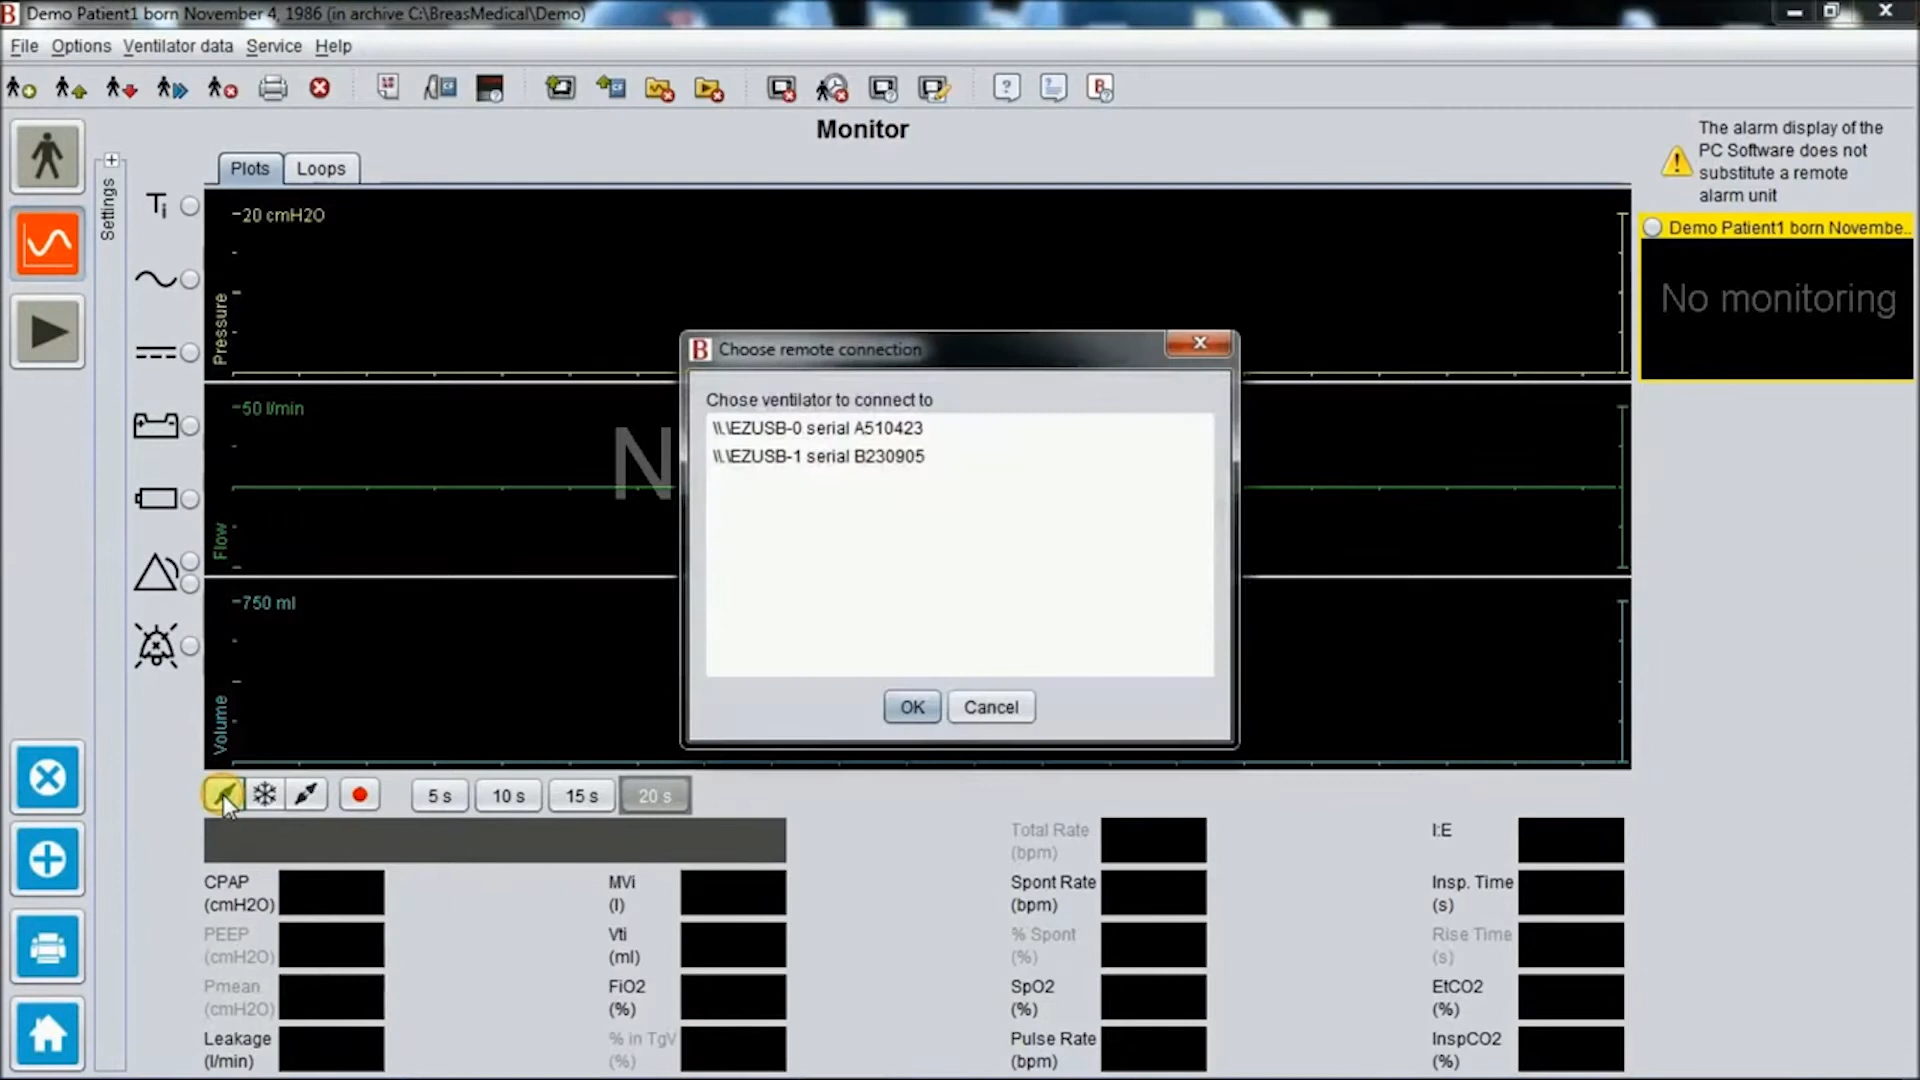 B Demo Patient1 born November 4, 1986 (in archive C:\BreasMedical\Demo)
File Options Ventilator data Service Help
Monitor
The alarm display of the
PC Software does not
substitute a remote
alarm unit
Settings
Plots Loops
Ti
20 cmH2O
Pressure
Demo Patient1 born Novembe..
No monitoring
B Choose remote connection
Chose ventilator to connect to
\\.\EZUSB-0 serial A510423
\\.\EZUSB-1 serial B230905
OK Cancel
50 l/min
N
Flow
750 ml
Volume
5 s 10 s 15 s 20 s
Total Rate
(bpm)
I:E
CPAP
(cmH2O)
MVi
(l)
Spont Rate
(bpm)
Insp. Time
(s)
PEEP
(cmH2O)
Vti
(ml)
% Spont
(%)
Rise Time
(s)
Pmean
(cmH2O)
FiO2
(%)
SpO2
(%)
EtCO2
(%)
Leakage
(l/min)
% in TgV
(%)
Pulse Rate
(bpm)
InspCO2
(%)